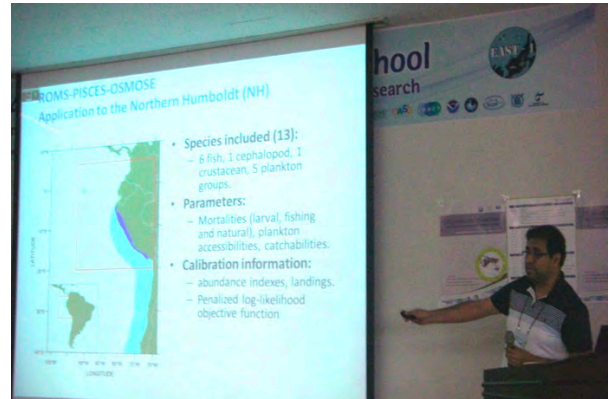 ROMS-PISCES-OSMOSE
Application to the Northern Humboldt (NH)
• Species included (13):
– 6 fish, 1 cephalopod, 1
crustacean, 5 plankton
groups.
• Parameters:
– Mortalities (larval, fishing
and natural), plankton
accessibilities, catchabilities.
• Calibration information:
– abundance indexes, landings.
– Penalized log-likelihood
objective function
LATITUDE
LONGITUDE
hool
search
EAST